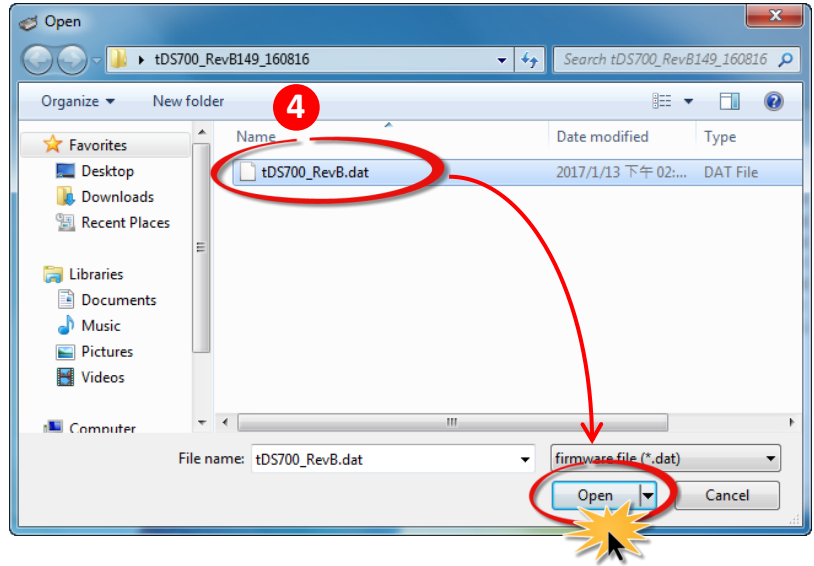 Open
tDS700_RevB149_160816
Search tDS700_RevB149_160816
Organize
New folder
4
Name
Date modified
Type
Favorites
tDS700_RevB.dat
2017/1/13 下午 02:...
DAT File
Desktop
Downloads
Recent Places
Libraries
Documents
Music
Pictures
Videos
Computer
File name:
tDS700_RevB.dat
firmware file (*.dat)
Open
Cancel